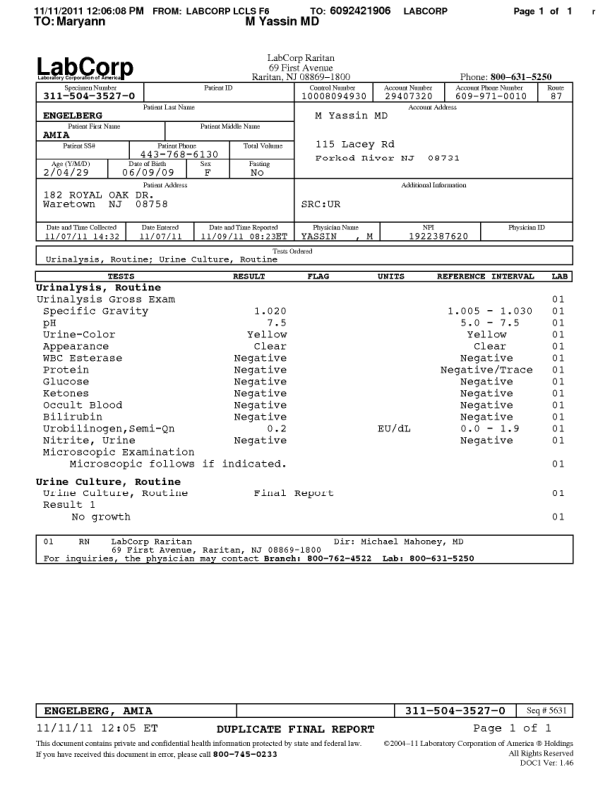 11/11/2011 12:06:08 PM FROM: LABCORP LCLS F6 TO: 6092421906 LABCORP Page 1 of 1 r
TO: Maryann M Yassin MD
LabCorp
Laboratory Corporation of America
LabCorp Raritan
69 First Avenue
Raritan, NJ 08869-1800 Phone: 800-631-5250
Specimen Number Patient ID Control Number Account Number Account Phone Number Route
311-504-3527-0 10008094930 29407320 609-971-0010 87
Patient Last Name Account Address
ENGELBERG M Yassin MD
Patient First Name Patient Middle Name
AMIA
Patient SS# Patient Phone Total Volume 115 Lacey Rd
443-768-6130 Forked River NJ 08731
Age (Y/M/D) Date of Birth Sex Fasting
2/04/29 06/09/09 F No
Patient Address Additional Information
182 ROYAL OAK DR.
Waretown NJ 08758 SRC:UR
Date and Time Collected Date Entered Date and Time Reported Physician Name NPI Physician ID
11/07/11 14:32 11/07/11 11/09/11 08:23ET YASSIN , M 1922387620
Tests Ordered
Urinalysis, Routine; Urine Culture, Routine
TESTS RESULT FLAG UNITS REFERENCE INTERVAL LAB
Urinalysis, Routine
Urinalysis Gross Exam 01
Specific Gravity 1.020 1.005 - 1.030 01
pH 7.5 5.0 - 7.5 01
Urine-Color Yellow Yellow 01
Appearance Clear Clear 01
WBC Esterase Negative Negative 01
Protein Negative Negative/Trace 01
Glucose Negative Negative 01
Ketones Negative Negative 01
Occult Blood Negative Negative 01
Bilirubin Negative Negative 01
Urobilinogen,Semi-Qn 0.2 EU/dL 0.0 - 1.9 01
Nitrite, Urine Negative Negative 01
Microscopic Examination
Microscopic follows if indicated. 01
Urine Culture, Routine
Urine Culture, Routine Final Report 01
Result 1
No growth 01
01 RN LabCorp Raritan Dir: Michael Mahoney, MD
69 First Avenue, Raritan, NJ 08869-1800
For inquiries, the physician may contact Branch: 800-762-4522 Lab: 800-631-5250
ENGELBERG, AMIA 311-504-3527-0 Seq # 5631
11/11/11 12:05 ET DUPLICATE FINAL REPORT Page 1 of 1
This document contains private and confidential health information protected by state and federal law. ©2004-11 Laboratory Corporation of America ® Holdings
If you have received this document in error, please call 800-745-0233 All Rights Reserved
DOC1 Ver: 1.46